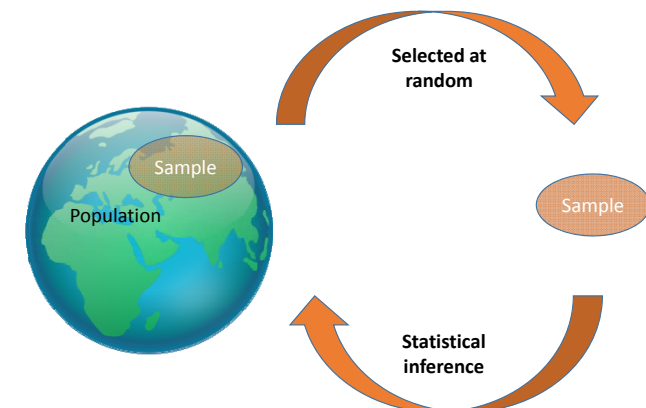 Selected at
random
Sample
Population
Sample
Statistical
inference